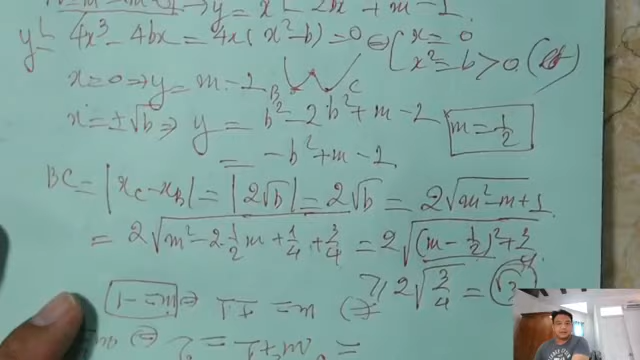 ⇒ y = x⁴ - 2bx² + m - 1.
y' = 4x³ - 4bx = 4x(x² - b) = 0 ⇔ [ x = 0
x² = b > 0
x = 0 ⇒ y = m - 2 B C
x = ±√b ⇒ y = b² - 2b² + m - 2 m = 1/2
= -b² + m - 2
BC = |x_C - x_B| = |2√b| = 2√b = 2√(m² - m + 1)
= 2√(m² - 2·1/2 m + 1/4 + 3/4) = 2√((m - 1/2)² + 3/4)
≥ 2√(3/4) = √3